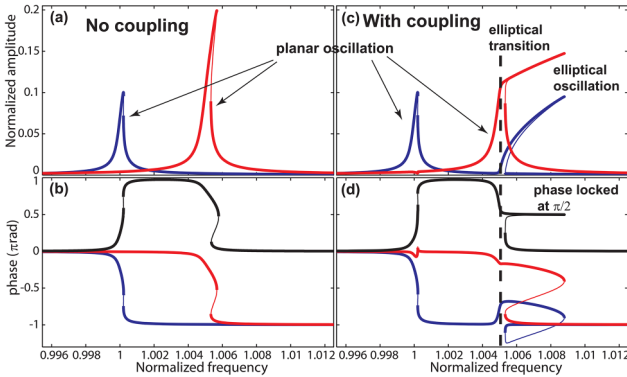 (a)
No coupling
planar oscillation
(c)
With coupling
elliptical
transition
elliptical
oscillation
Normalized amplitude
0.2
0.15
0.1
0.05
0
(b)
(d)
phase locked
at π/2
phase (πrad)
1
0.5
0
-0.5
-1
0.996 0.998 1 1.002 1.004 1.006 1.008 1.01 1.012
0.996 0.998 1 1.002 1.004 1.006 1.008 1.01 1.012
Normalized frequency
Normalized frequency